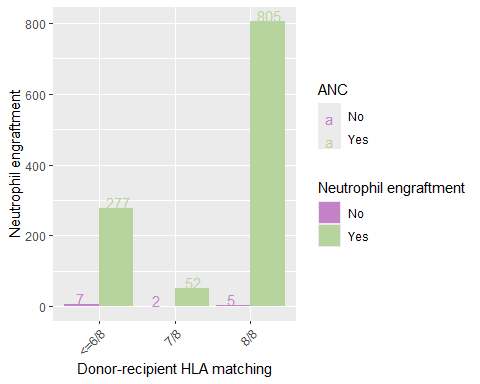 800
600
400
200
0
Neutrophil engraftment
7
277
2
52
5
805
<=6/8
7/8
8/8
Donor-recipient HLA matching
ANC
a No
a Yes
Neutrophil engraftment
No
Yes